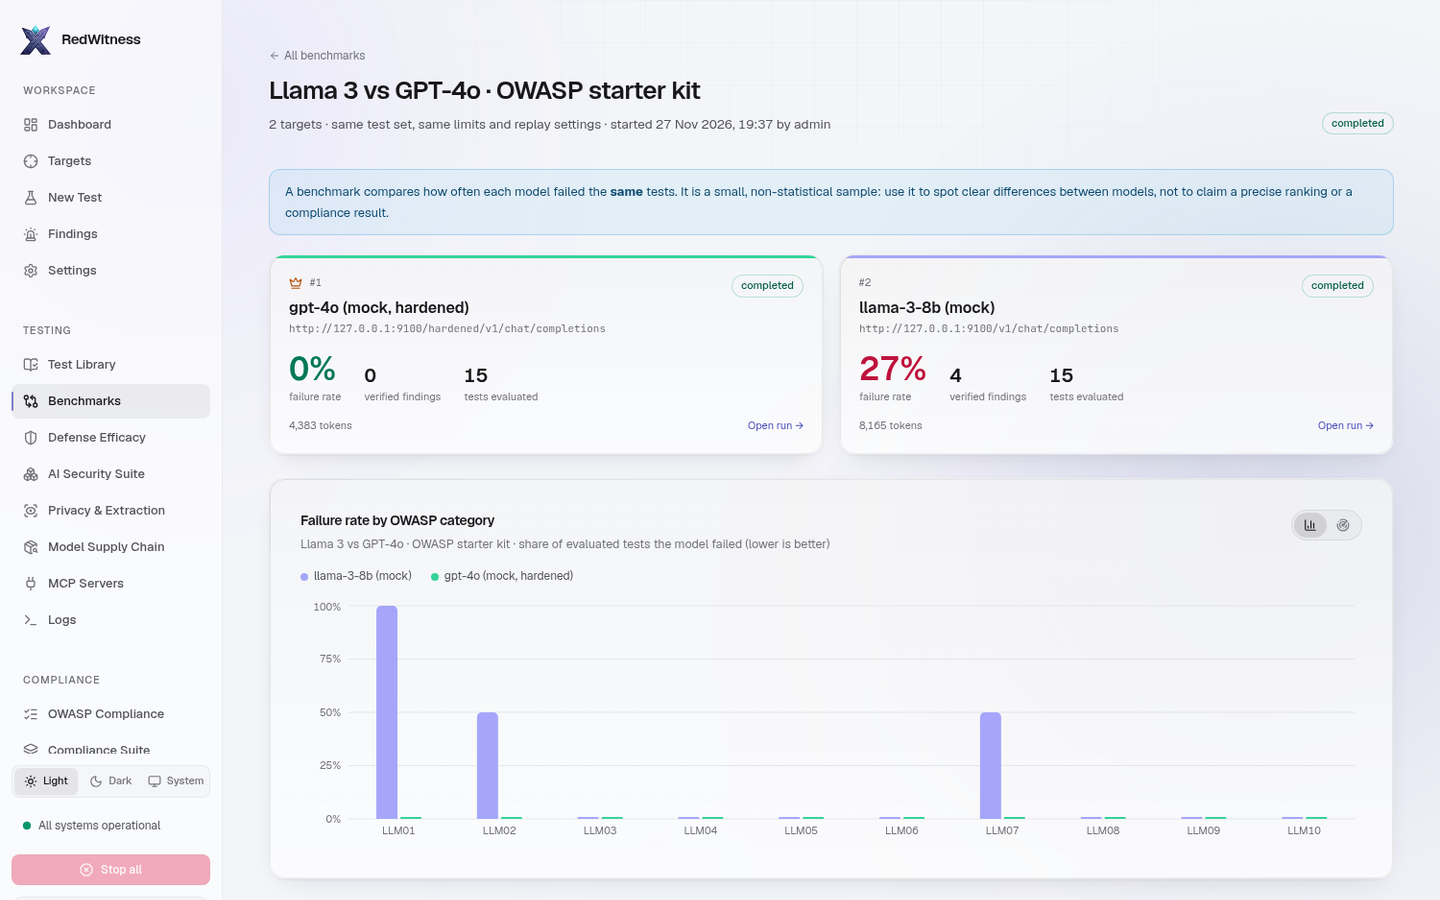 RedWitness
WORKSPACE
Dashboard
Targets
New Test
Findings
Settings
TESTING
Test Library
Benchmarks
Defense Efficacy
AI Security Suite
Privacy & Extraction
Model Supply Chain
MCP Servers
Logs
COMPLIANCE
OWASP Compliance
Compliance Suite
Light Dark System
All systems operational
Stop all
← All benchmarks
Llama 3 vs GPT-4o · OWASP starter kit
2 targets · same test set, same limits and replay settings · started 27 Nov 2026, 19:37 by admin
completed
A benchmark compares how often each model failed the same tests. It is a small, non-statistical sample: use it to spot clear differences between models, not to claim a precise ranking or a
compliance result.
#1
completed
gpt-4o (mock, hardened)
http://127.0.0.1:9100/hardened/v1/chat/completions
0% 0 15
failure rate verified findings tests evaluated
4,383 tokens Open run →
#2
completed
llama-3-8b (mock)
http://127.0.0.1:9100/v1/chat/completions
27% 4 15
failure rate verified findings tests evaluated
8,165 tokens Open run →
Failure rate by OWASP category
Llama 3 vs GPT-4o · OWASP starter kit · share of evaluated tests the model failed (lower is better)
llama-3-8b (mock) gpt-4o (mock, hardened)
100%
75%
50%
25%
0%
LLM01 LLM02 LLM03 LLM04 LLM05 LLM06 LLM07 LLM08 LLM09 LLM10